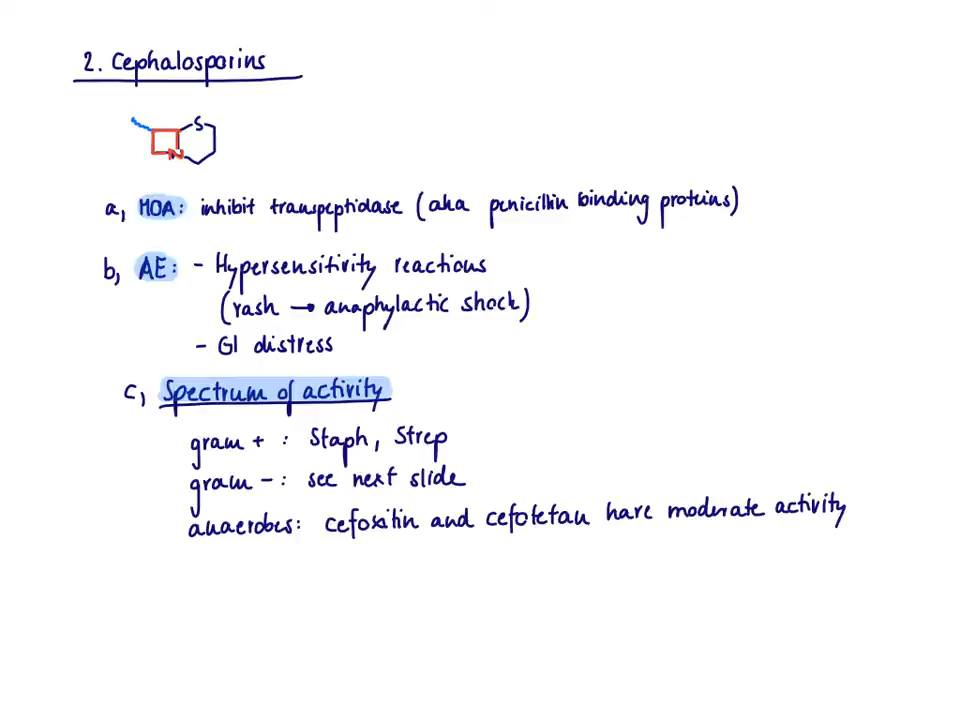 2. Cephalosporins
S
N
a, MOA: inhibit transpeptidase (aka penicillin binding proteins)
b, AE: - Hypersensitivity reactions
(rash → anaphylactic shock)
- GI distress
c, Spectrum of activity
gram + : Staph, Strep
gram - : see next slide
anaerobes: cefoxitin and cefotetan have moderate activity